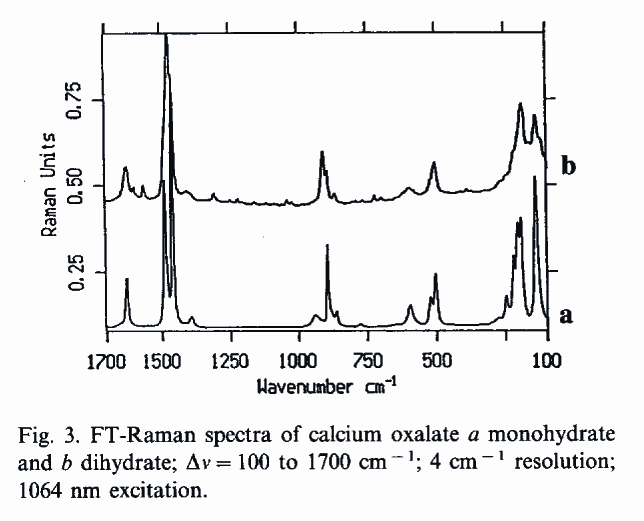 Raman Units
0.75
0.50
0.25
b
a
1700 1500 1250 1000 750 500 100
Wavenumber cm⁻¹
Fig. 3. FT-Raman spectra of calcium oxalate a monohydrate
and b dihydrate; Δν = 100 to 1700 cm⁻¹; 4 cm⁻¹ resolution;
1064 nm excitation.